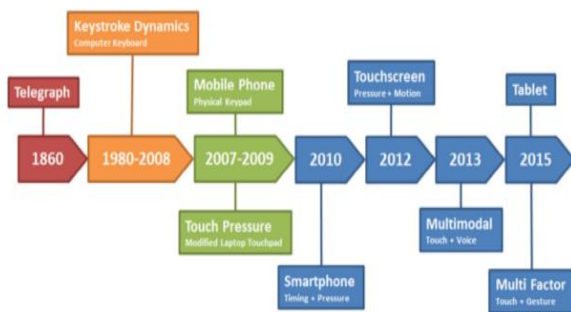 Keystroke Dynamics
Computer Keyboard
Telegraph
Mobile Phone
Physical Keypad
Touchscreen
Pressure + Motion
Tablet
1860
1980-2008
2007-2009
2010
2012
2013
2015
Touch Pressure
Modified Laptop Touchpad
Smartphone
Timing + Pressure
Multimodal
Touch + Voice
Multi Factor
Touch + Gesture